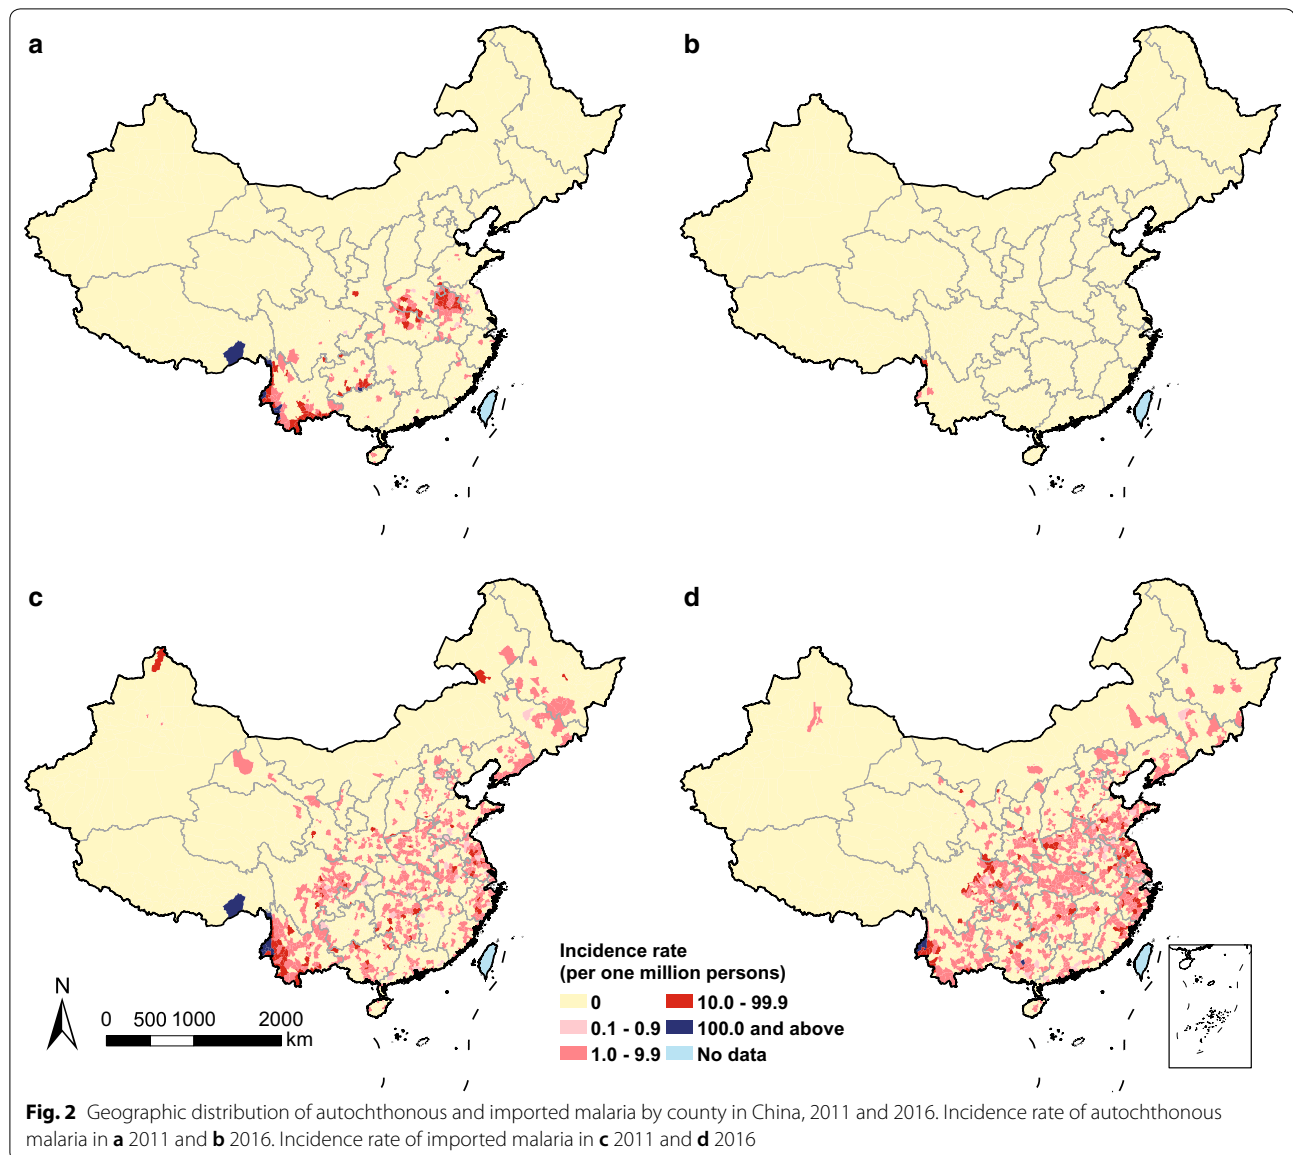 a
b
c
d
N
0 500 1000 2000
km
Incidence rate
(per one million persons)
0
10.0 - 99.9
0.1 - 0.9
100.0 and above
1.0 - 9.9
No data
Fig. 2 Geographic distribution of autochthonous and imported malaria by county in China, 2011 and 2016. Incidence rate of autochthonous
malaria in a 2011 and b 2016. Incidence rate of imported malaria in c 2011 and d 2016